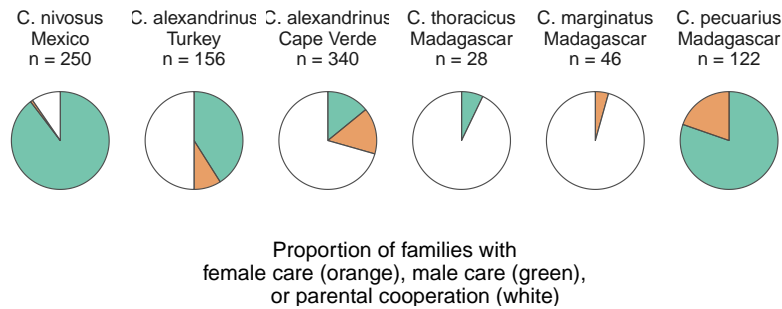 C. nivosus
Mexico
n = 250
C. alexandrinus
Turkey
n = 156
C. alexandrinus
Cape Verde
n = 340
C. thoracicus
Madagascar
n = 28
C. marginatus
Madagascar
n = 46
C. pecuarius
Madagascar
n = 122
Proportion of families with
female care (orange), male care (green),
or parental cooperation (white)